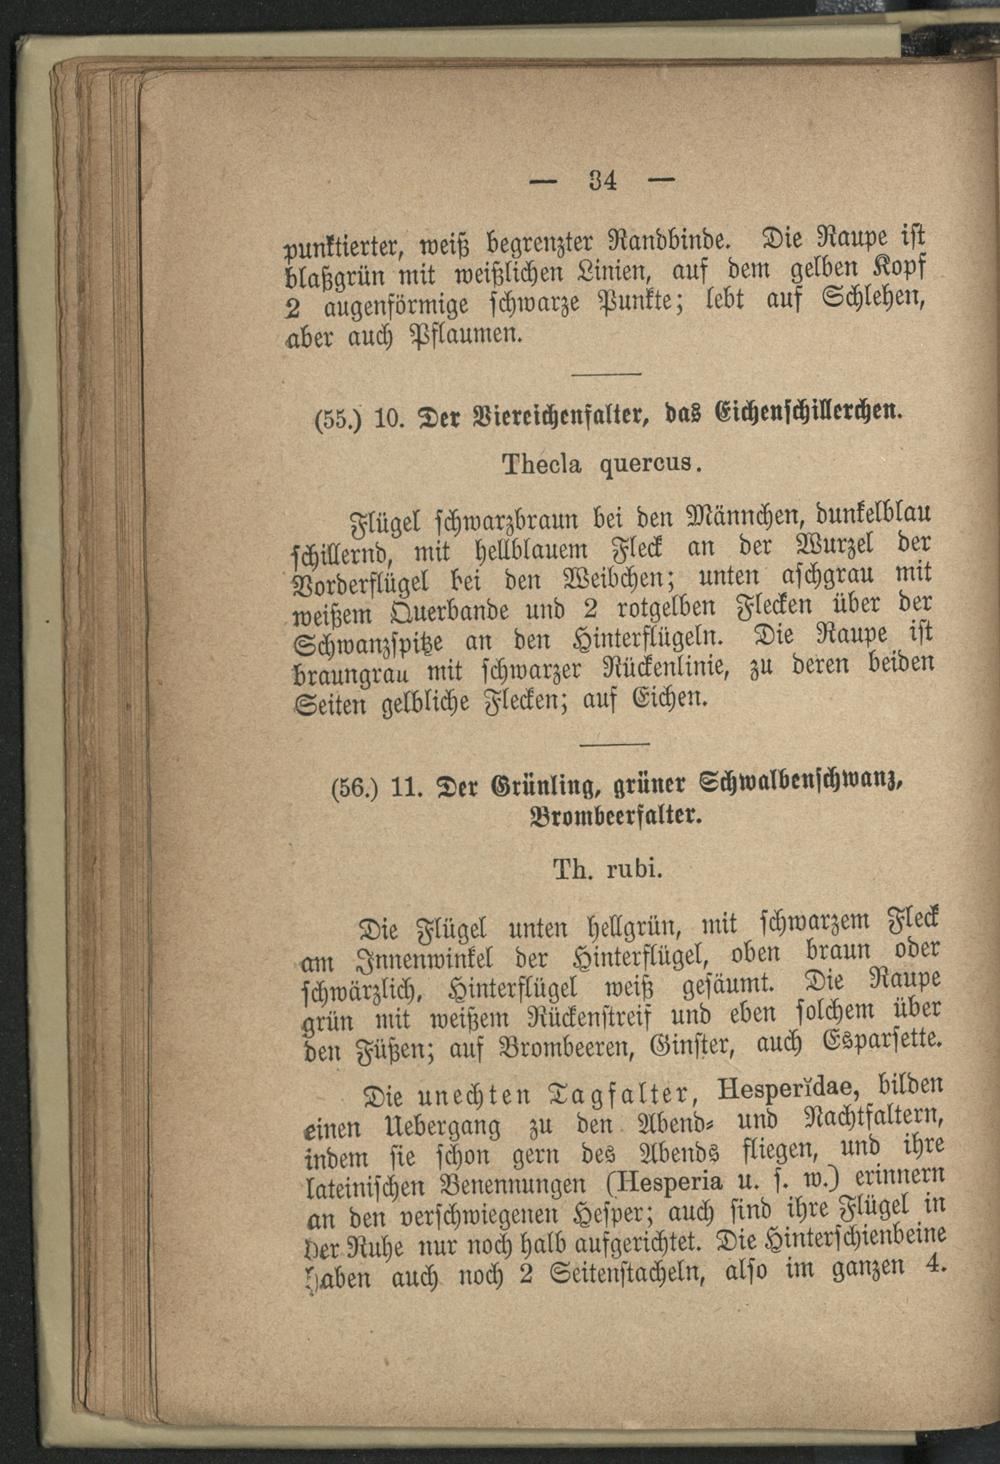 — 34 —
punktierter, weiß begrenzter Randbinde. Die Raupe ist
blaßgrün mit weißlichen Linien, auf dem gelben Kopf
2 augenförmige schwarze Punkte; lebt auf Schlehen,
aber auch Pflaumen.
(55.) 10. Der Viereichenfalter, das Eichenschillerchen.
Thecla quercus.
Flügel schwarzbraun bei den Männchen, dunkelblau
schillernd, mit hellblauem Fleck an der Wurzel der
Vorderflügel bei den Weibchen; unten aschgrau mit
weißem Querbande und 2 rotgelben Flecken über der
Schwanzspitze an den Hinterflügeln. Die Raupe ist
braungrau mit schwarzer Rückenlinie, zu deren beiden
Seiten gelbliche Flecken; auf Eichen.
(56.) 11. Der Grünling, grüner Schwalbenschwanz,
Brombeerfalter.
Th. rubi.
Die Flügel unten hellgrün, mit schwarzem Fleck
am Innenwinkel der Hinterflügel, oben braun oder
schwärzlich, Hinterflügel weiß gesäumt. Die Raupe
grün mit weißem Rückenstreif und eben solchem über
den Füßen; auf Brombeeren, Ginster, auch Esparsette.
Die unechten Tagfalter, Hesperĭdae, bilden
einen Uebergang zu den Abend- und Nachtfaltern,
indem sie schon gern des Abends fliegen, und ihre
lateinischen Benennungen (Hesperia u. s. w.) erinnern
an den verschwiegenen Hesper; auch sind ihre Flügel in
der Ruhe nur noch halb aufgerichtet. Die Hinterschienbeine
haben auch noch 2 Seitenstacheln, also im ganzen 4.